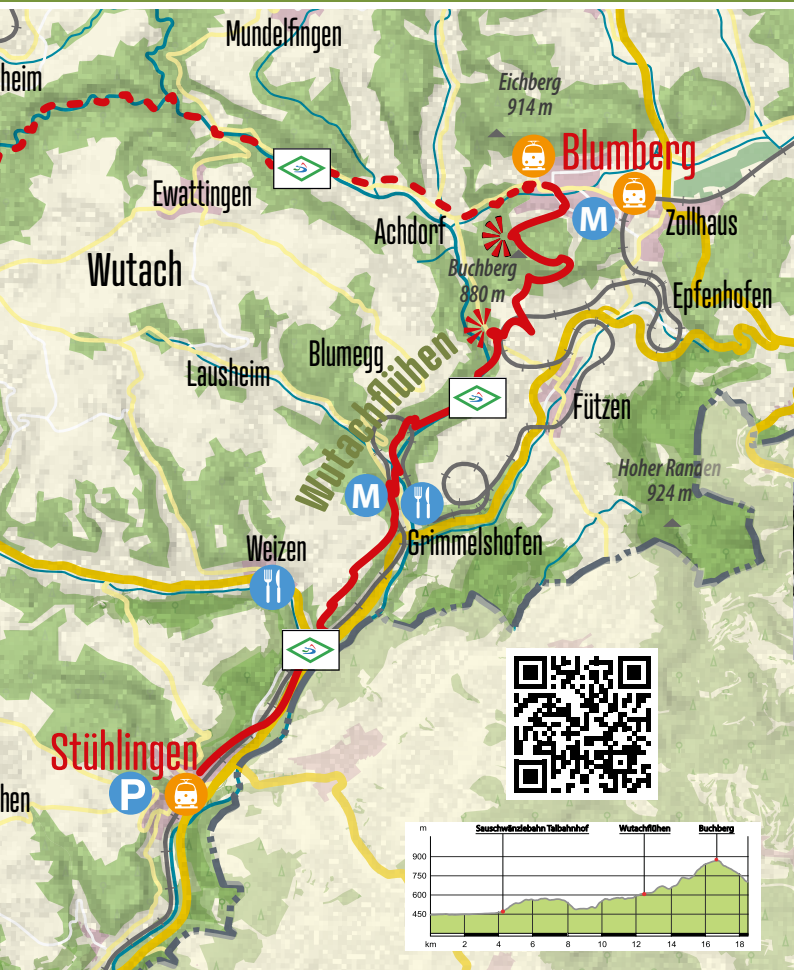 Mundelfingen
heim
Eichberg
914 m
Blumberg
Ewattingen
M
Zollhaus
Achdorf
Wutach
Buchberg
880 m
Epfenhofen
Blumegg
Lausheim
Wutachflühen
Fützen
Hoher Randen
924 m
M
Grimmelshofen
Weizen
Stühlingen
P
hen
m
Sauschwänzlebahn Talbahnhof
Wutachflühen
Buchberg
900
750
600
450
km 2 4 6 8 10 12 14 16 18